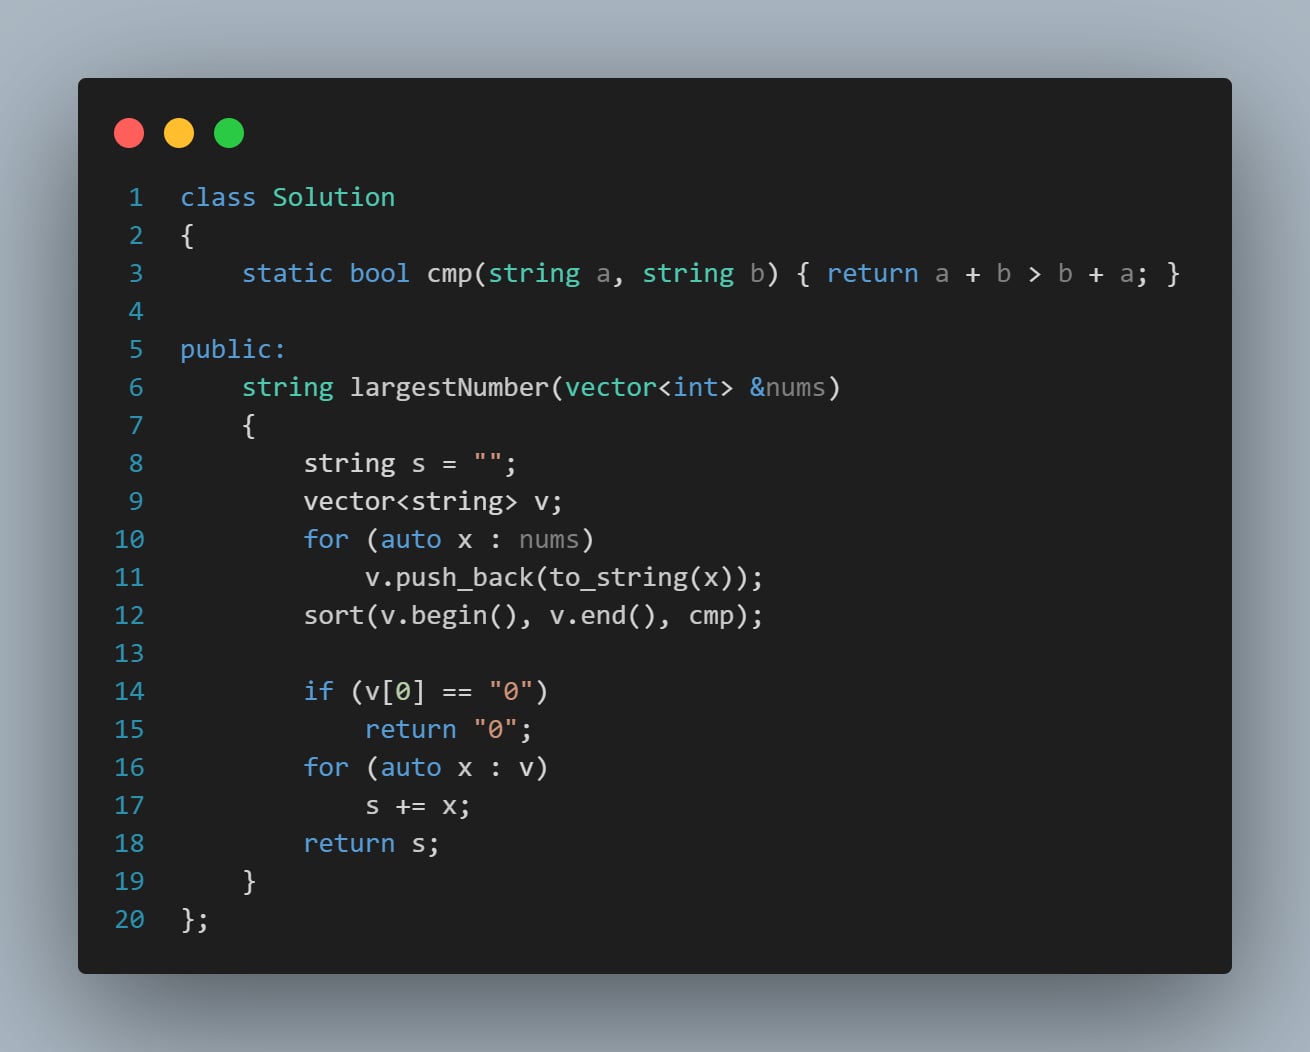 1 class Solution
2 {
3     static bool cmp(string a, string b) { return a + b > b + a; }
4
5 public:
6     string largestNumber(vector<int> &nums)
7     {
8         string s = "";
9         vector<string> v;
10         for (auto x : nums)
11             v.push_back(to_string(x));
12         sort(v.begin(), v.end(), cmp);
13
14         if (v[0] == "0")
15             return "0";
16         for (auto x : v)
17             s += x;
18         return s;
19     }
20 };